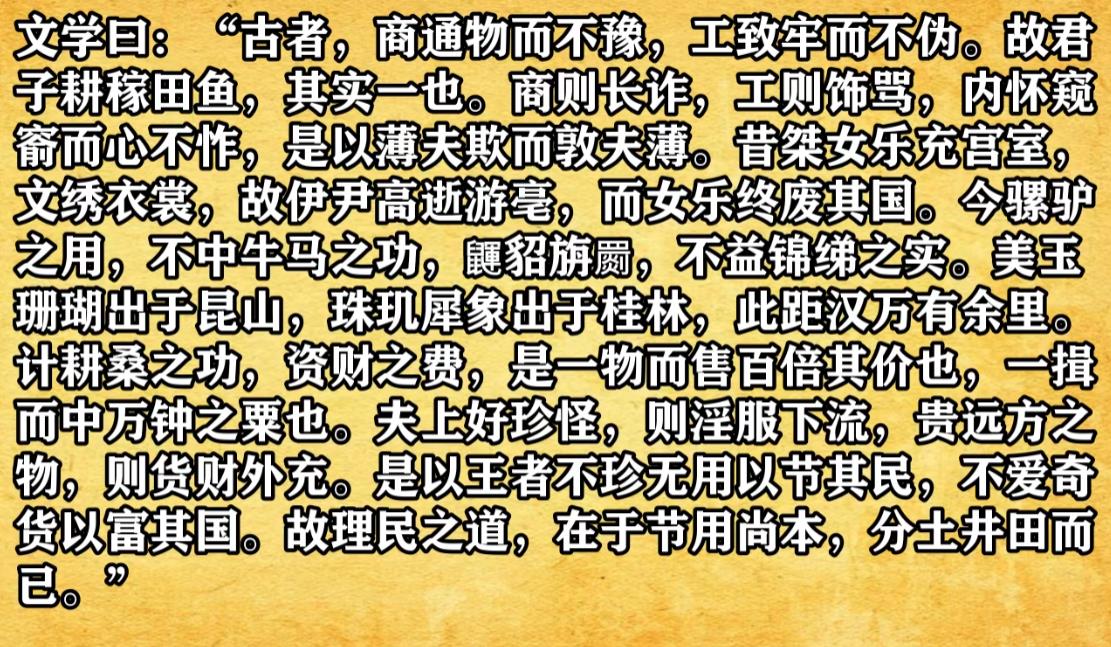 文学曰：“古者，商通物而不豫，工致牢而不伪。故君
子耕稼田鱼，其实一也。商则长诈，工则饰骂，内怀窥
窬而心不怍，是以薄夫欺而敦夫薄。昔桀女乐充宫室，
文绣衣裳，故伊尹高逝游亳，而女乐终废其国。今骡驴
之用，不中牛马之功，鼲貂旃罽，不益锦绨之实。美玉
珊瑚出于昆山，珠玑犀象出于桂林，此距汉万有余里。
计耕桑之功，资财之费，是一物而售百倍其价也，一揖
而中万钟之粟也。夫上好珍怪，则淫服下流，贵远方之
物，则货财外充。是以王者不珍无用以节其民，不爱奇
货以富其国。故理民之道，在于节用尚本，分土井田而
已。”